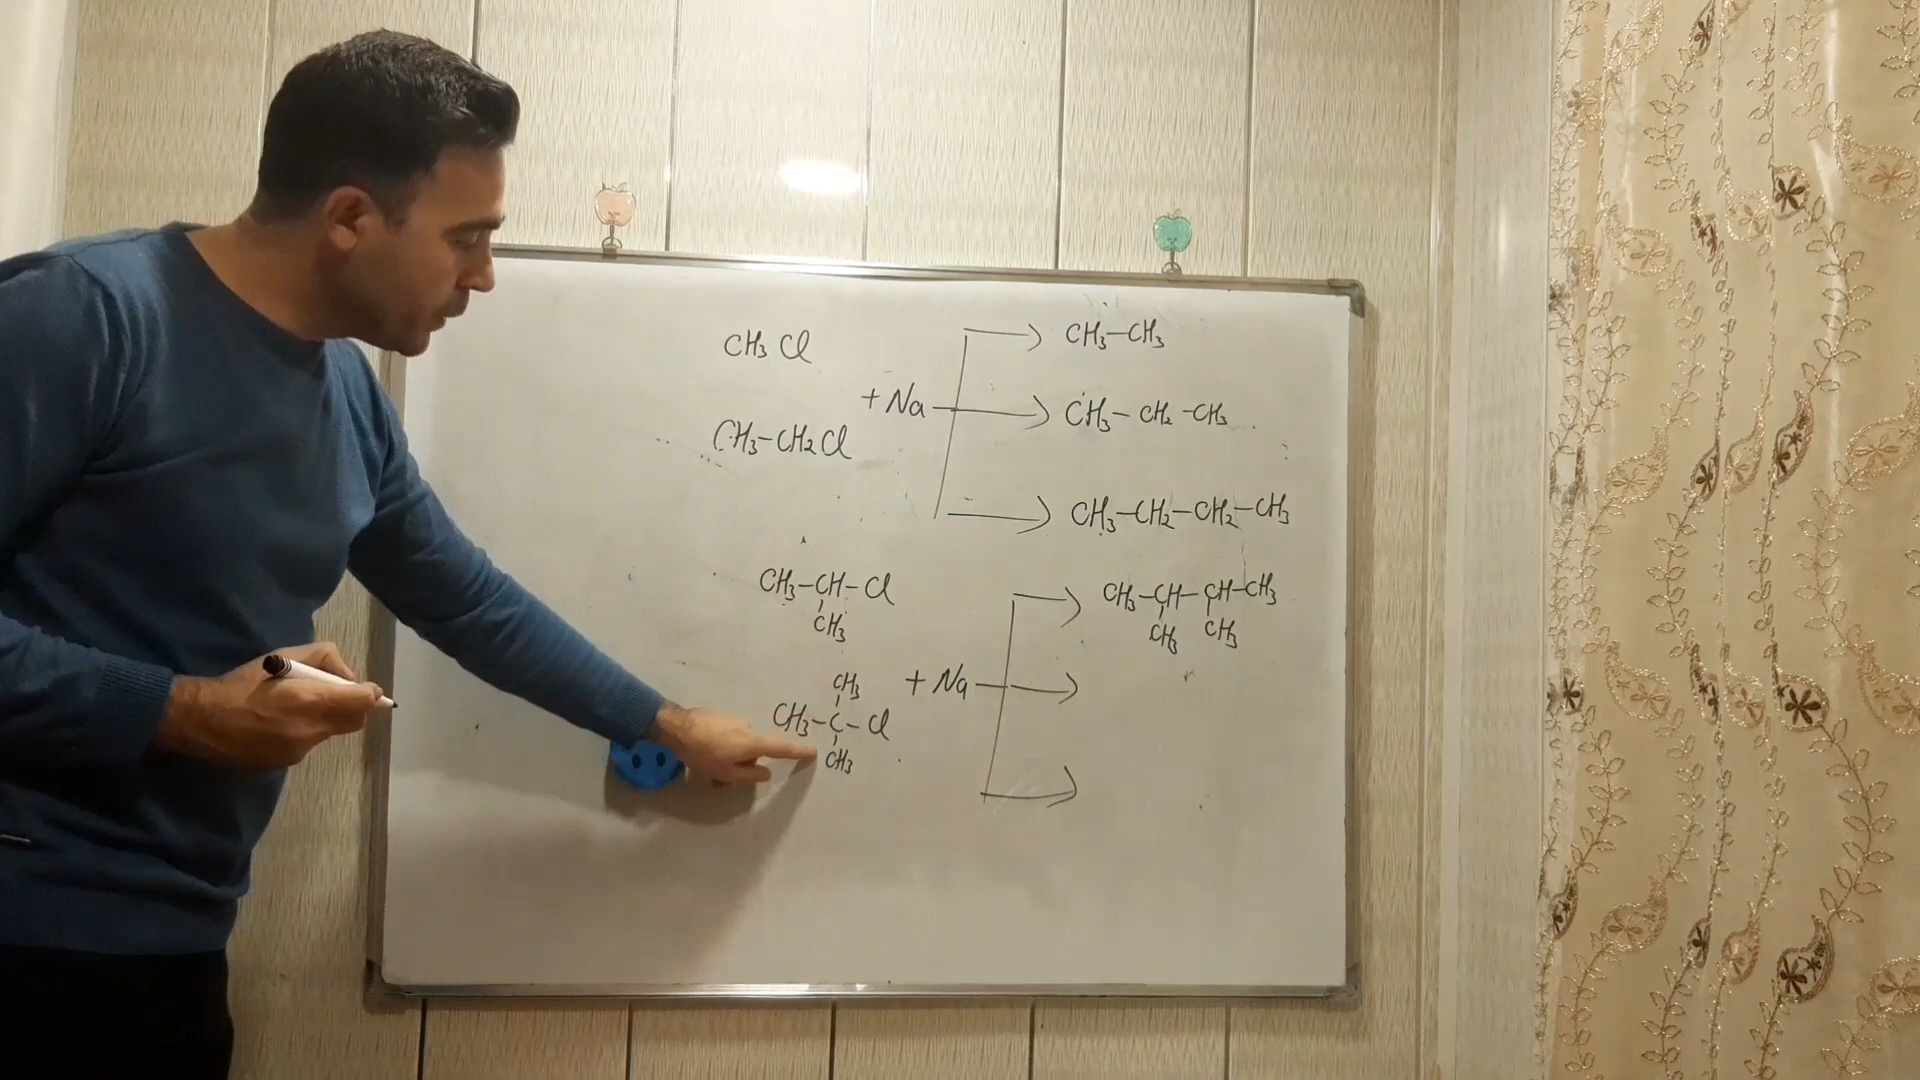 CH3 Cl
CH3-CH2Cl
+ Na
CH3-CH3
CH3-CH2-CH3
CH3-CH2-CH2-CH3
CH3-CH-Cl
CH3
CH3
CH3-C-Cl
CH3
+ Na
CH3-CH-CH-CH3
CH3 CH3